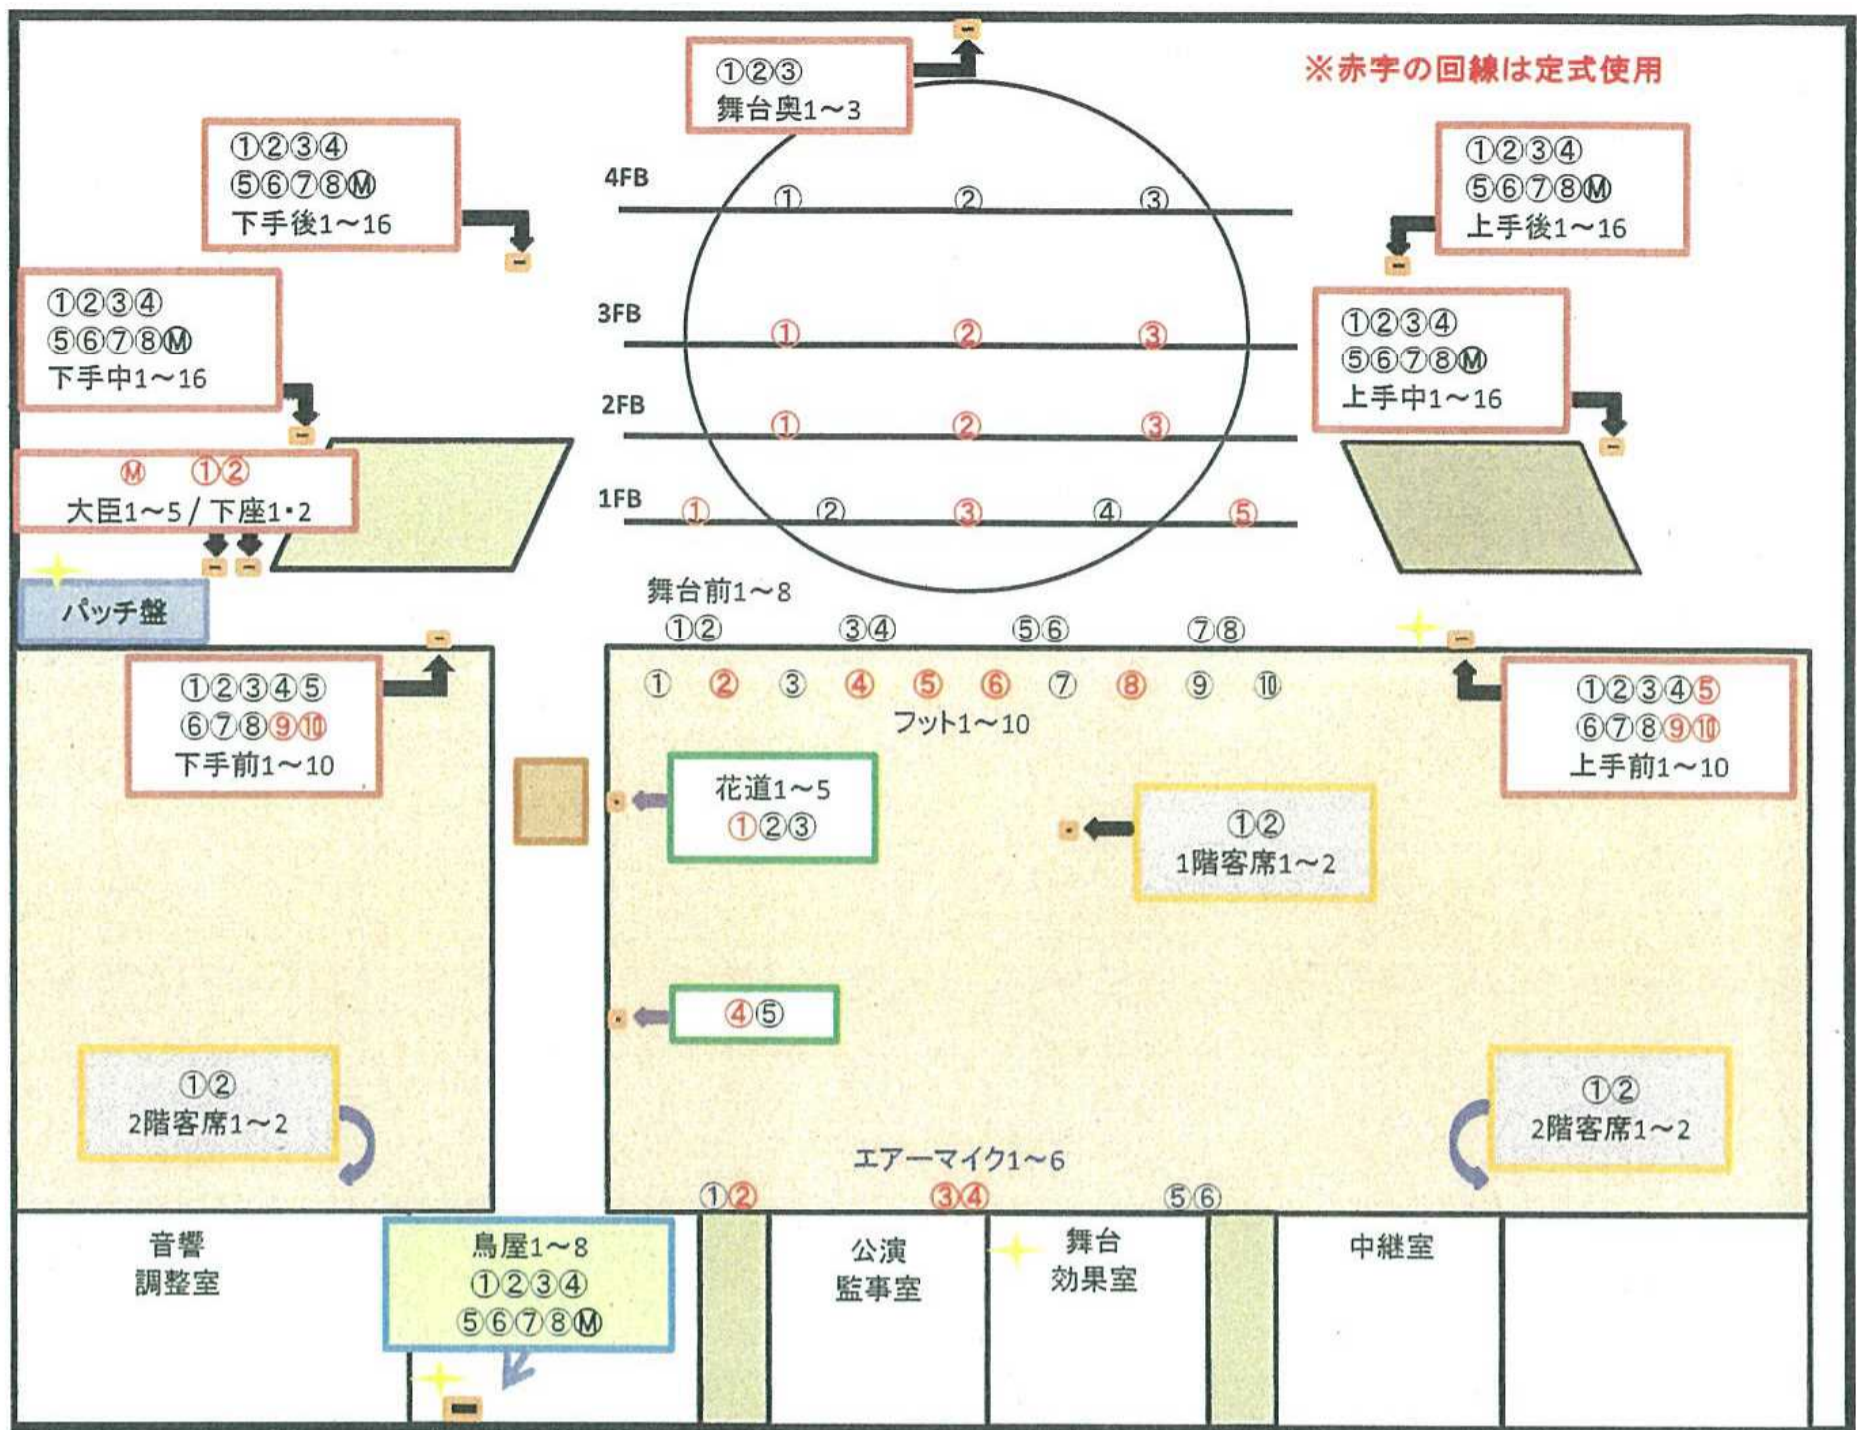 ①②③
舞台奥1～3
※赤字の回線は定式使用
①②③④
⑤⑥⑦⑧Ⓜ
下手後1～16
①②③④
⑤⑥⑦⑧Ⓜ
上手後1～16
4FB
① ② ③
①②③④
⑤⑥⑦⑧Ⓜ
下手中1～16
①②③④
⑤⑥⑦⑧Ⓜ
上手中1～16
3FB
① ② ③
2FB
① ② ③
Ⓜ ①②
大臣1～5 / 下座1・2
1FB
① ② ③ ④ ⑤
パッチ盤
舞台前1～8
①② ③④ ⑤⑥ ⑦⑧
① ② ③ ④ ⑤ ⑥ ⑦ ⑧ ⑨ ⑩
フット1～10
①②③④⑤
⑥⑦⑧⑨⑩
下手前1～10
①②③④⑤
⑥⑦⑧⑨⑩
上手前1～10
花道1～5
①②③
①②
1階客席1～2
④⑤
①②
2階客席1～2
①②
2階客席1～2
エアーマイク1～6
①② ③④ ⑤⑥
音響
調整室
鳥屋1～8
①②③④
⑤⑥⑦⑧Ⓜ
公演
監事室
舞台
効果室
中継室